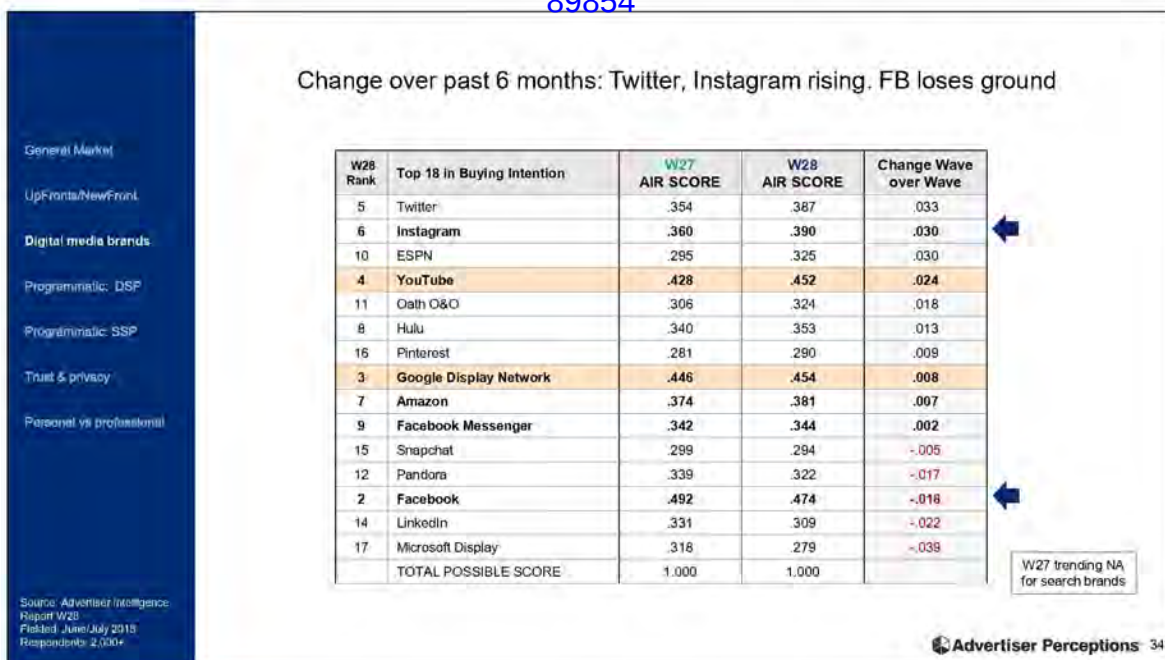 89854
Change over past 6 months: Twitter, Instagram rising. FB loses ground
General Market
UpFronts/NewFront
Digital media brands
Programmatic: DSP
Programmatic: SSP
Trust & privacy
Personal vs professional
W28 Rank Top 18 in Buying Intention W27 AIR SCORE W28 AIR SCORE Change Wave over Wave
5 Twitter .354 .387 .033
6 Instagram .360 .390 .030
10 ESPN .295 .325 .030
4 YouTube .428 .452 .024
11 Oath O&O .306 .324 .018
8 Hulu .340 .353 .013
16 Pinterest .281 .290 .009
3 Google Display Network .446 .454 .008
7 Amazon .374 .381 .007
9 Facebook Messenger .342 .344 .002
15 Snapchat .299 .294 -.005
12 Pandora .339 .322 -.017
2 Facebook .492 .474 -.018
14 LinkedIn .331 .309 -.022
17 Microsoft Display .318 .279 -.039
TOTAL POSSIBLE SCORE 1.000 1.000
W27 trending NA
for search brands
Source: Advertiser Intelligence
Report W28
Fielded: June/July 2018
Respondents: 2,000+
Advertiser Perceptions 34